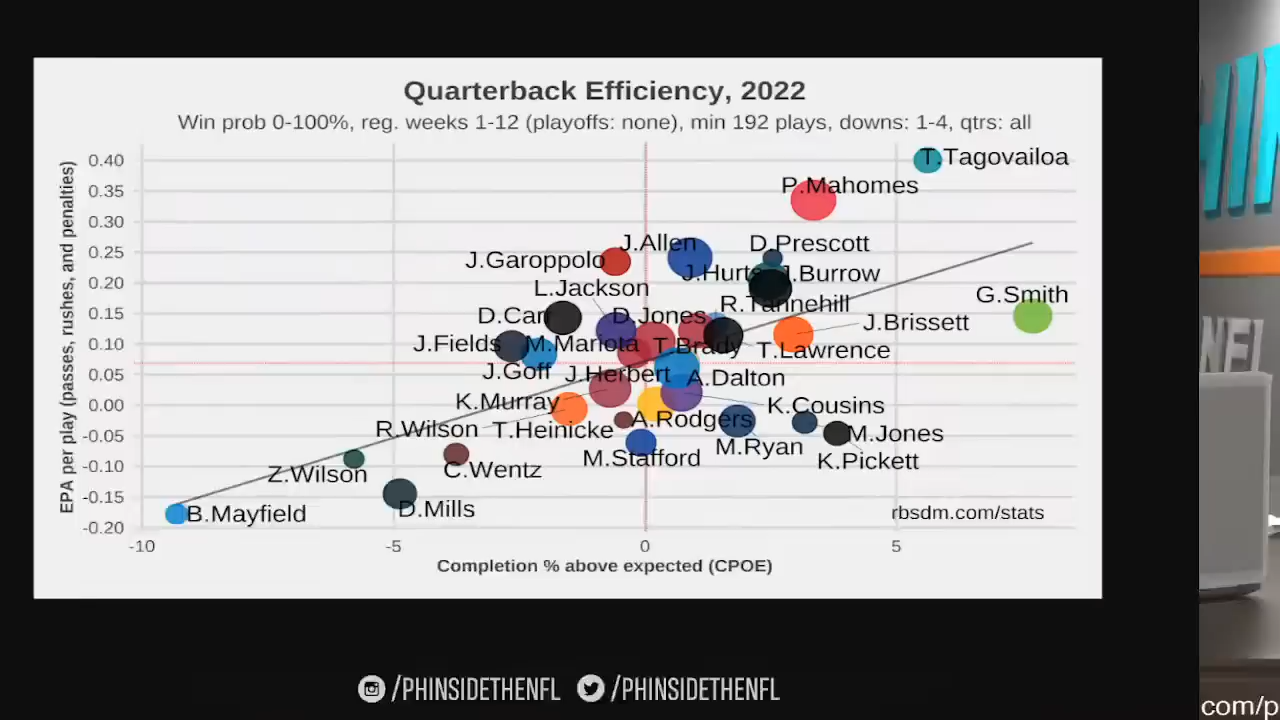 Quarterback Efficiency, 2022
Win prob 0-100%, reg. weeks 1-12 (playoffs: none), min 192 plays, downs: 1-4, qtrs: all
EPA per play (passes, rushes, and penalties)
0.40
0.35
0.30
0.25
0.20
0.15
0.10
0.05
0.00
-0.05
-0.10
-0.15
-0.20
T.Tagovailoa
P.Mahomes
J.Allen
D.Prescott
J.Garoppolo
J.Hurts
J.Burrow
L.Jackson
G.Smith
R.Tannehill
D.Carr
D.Jones
J.Brissett
J.Fields
M.Mariota
T.Brady
T.Lawrence
J.Goff
J.Herbert
A.Dalton
K.Murray
K.Cousins
A.Rodgers
R.Wilson
T.Heinicke
M.Jones
M.Ryan
M.Stafford
K.Pickett
C.Wentz
Z.Wilson
D.Mills
B.Mayfield
rbsdm.com/stats
-10
-5
0
5
Completion % above expected (CPOE)
/PHINSIDETHENFL
/PHINSIDETHENFL
NFL
com/p